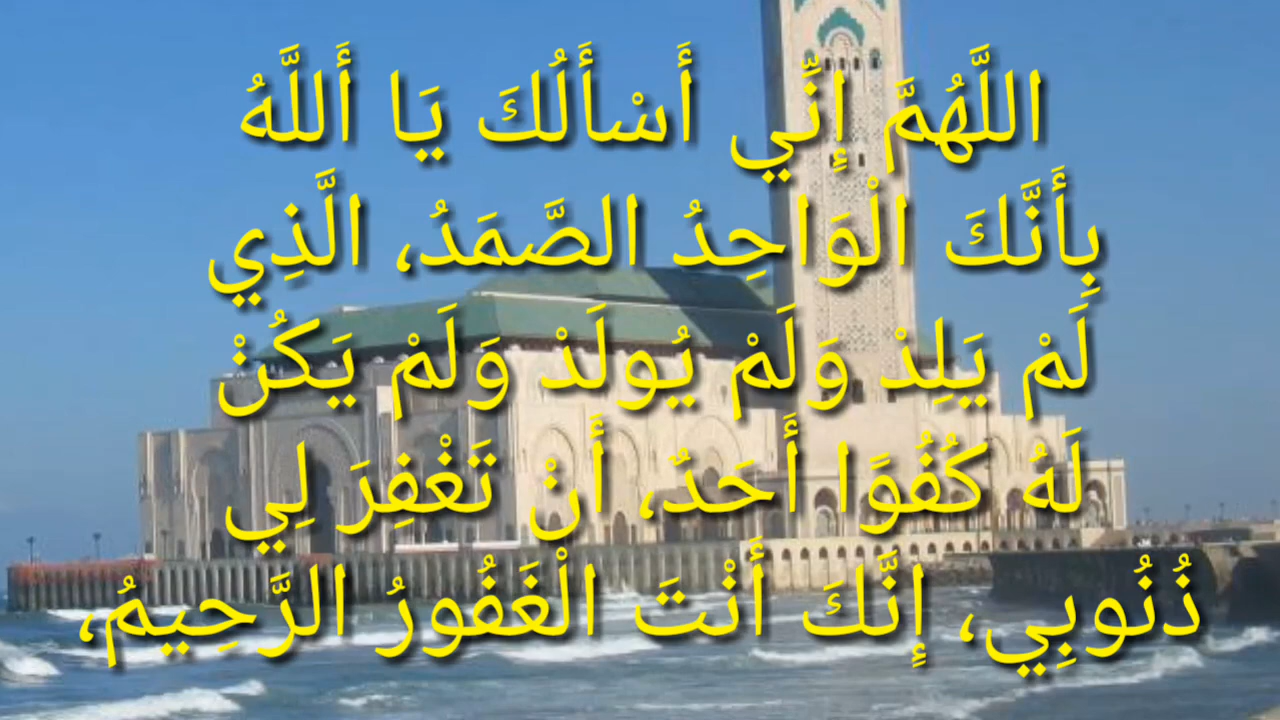 اللَّهُمَّ إِنِّي أَسْأَلُكَ يَا أَللَّهُ
بِأَنَّكَ الْوَاحِدُ الصَّمَدُ، الَّذِي
لَمْ يَلِدْ وَلَمْ يُولَدْ وَلَمْ يَكُنْ
لَهُ كُفُوًا أَحَدٌ، أَنْ تَغْفِرَ لِي
ذُنُوبِي، إِنَّكَ أَنْتَ الْغَفُورُ الرَّحِيمُ،